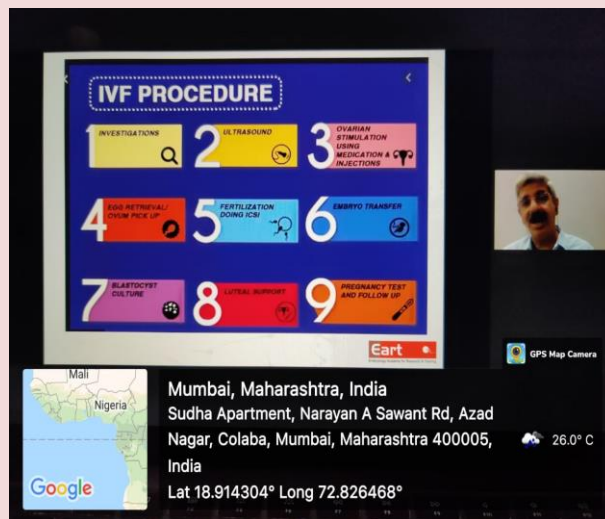 IVF PROCEDURE
1
INVESTIGATIONS
2
ULTRASOUND
3
OVARIAN
STIMULATION
USING
MEDICATION &
INJECTIONS
4
EGG RETRIEVAL/
OVUM PICK UP
5
FERTILIZATION
DOING ICSI
6
EMBRYO TRANSFER
7
BLASTOCYST
CULTURE
8
LUTEAL SUPPORT
9
PREGNANCY TEST
AND FOLLOW UP
Eart
GPS Map Camera
Mali
Nigeria
Google
Mumbai, Maharashtra, India
Sudha Apartment, Narayan A Sawant Rd, Azad
Nagar, Colaba, Mumbai, Maharashtra 400005,
India
Lat 18.914304° Long 72.826468°
26.0° C